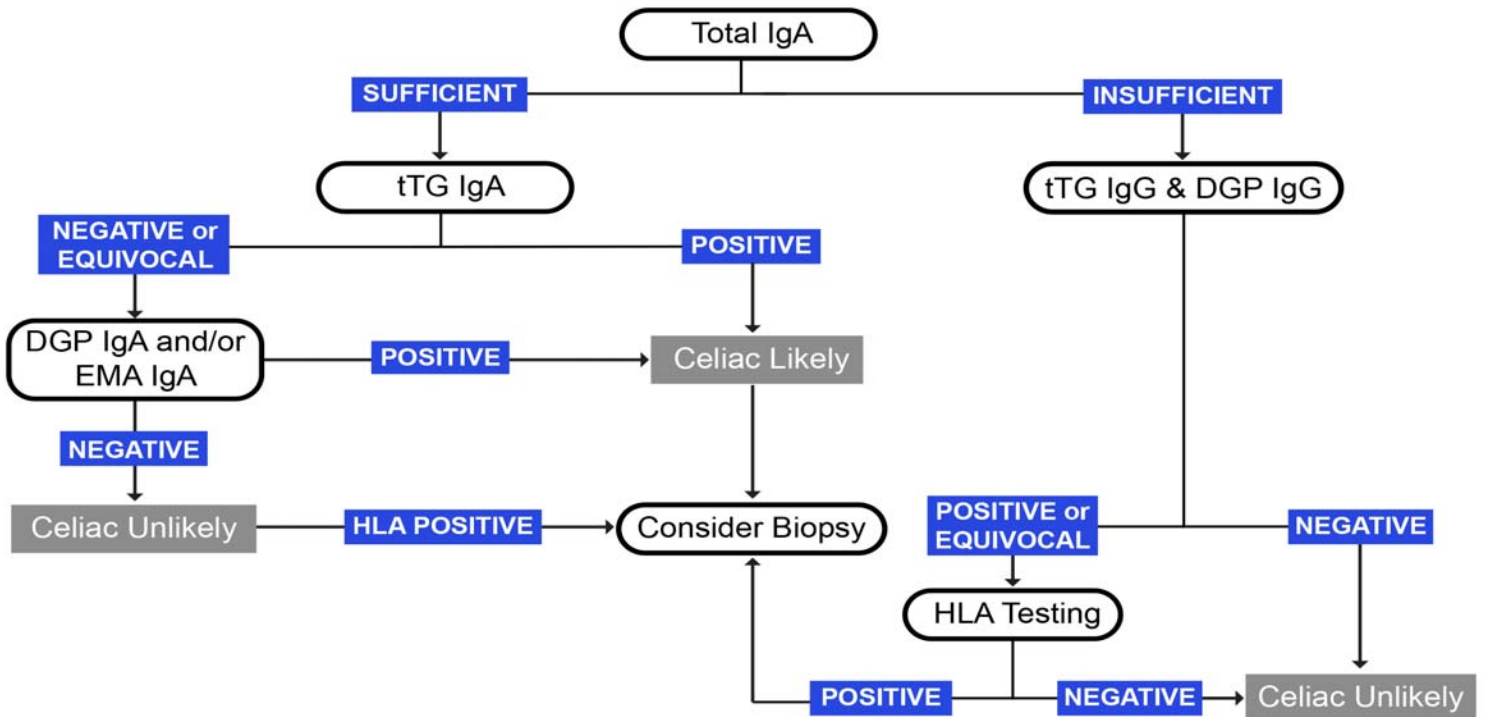 Total IgA
SUFFICIENT
INSUFFICIENT
tTG IgA
tTG IgG & DGP IgG
NEGATIVE or
EQUIVOCAL
POSITIVE
DGP IgA and/or
EMA IgA
POSITIVE
Celiac Likely
NEGATIVE
Celiac Unlikely
HLA POSITIVE
Consider Biopsy
POSITIVE or
EQUIVOCAL
NEGATIVE
HLA Testing
POSITIVE
NEGATIVE
Celiac Unlikely